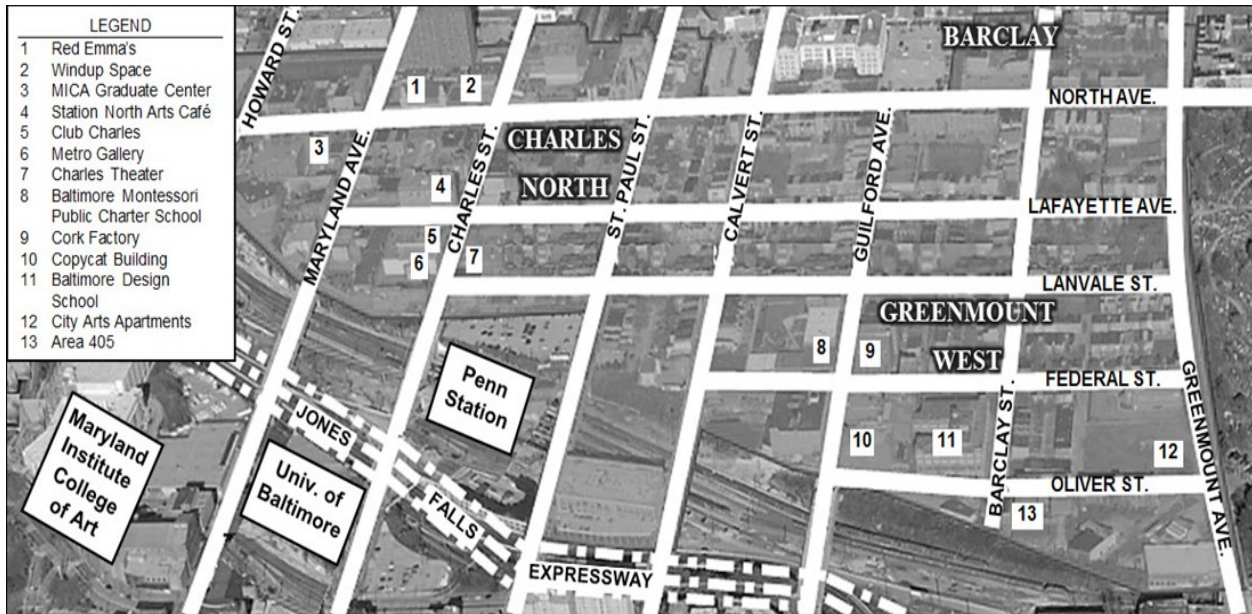 LEGEND
1 Red Emma's
2 Windup Space
3 MICA Graduate Center
4 Station North Arts Café
5 Club Charles
6 Metro Gallery
7 Charles Theater
8 Baltimore Montessori
Public Charter School
9 Cork Factory
10 Copycat Building
11 Baltimore Design
School
12 City Arts Apartments
13 Area 405
HOWARD ST.
BARCLAY
1
2
NORTH AVE.
3
MARYLAND AVE.
CHARLES ST.
CHARLES
NORTH
ST. PAUL ST.
CALVERT ST.
GUILFORD AVE.
4
LAFAYETTE AVE.
5
6
7
LANVALE ST.
GREENMOUNT
WEST
8
9
FEDERAL ST.
GREENMOUNT AVE.
BARCLAY ST.
Penn
Station
Maryland
Institute
College
of Art
JONES
FALLS
EXPRESSWAY
Univ. of
Baltimore
10
11
12
OLIVER ST.
13